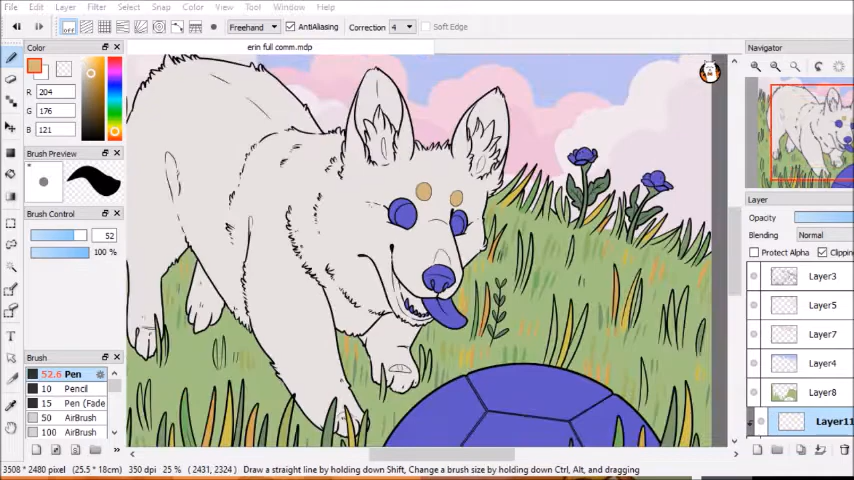 File Edit Layer Filter Select Snap Color View Tool Window Help
OFF Freehand AntiAliasing Correction 4 Soft Edge
erin full comm.mdp
Color
R 204
G 176
B 121
Brush Preview
Brush Control
52
100 %
Brush
52.6 Pen
10 Pencil
15 Pen (Fade
50 AirBrush
100 AirBrush
Navigator
Layer
Opacity
Blending Normal
Protect Alpha Clipping
Layer3
Layer5
Layer7
Layer4
Layer8
Layer11
3508 * 2480 pixel (25.5 * 18cm) 350 dpi 25 % (2431, 2324) Draw a straight line by holding down Shift, Change a brush size by holding down Ctrl, Alt, and dragging